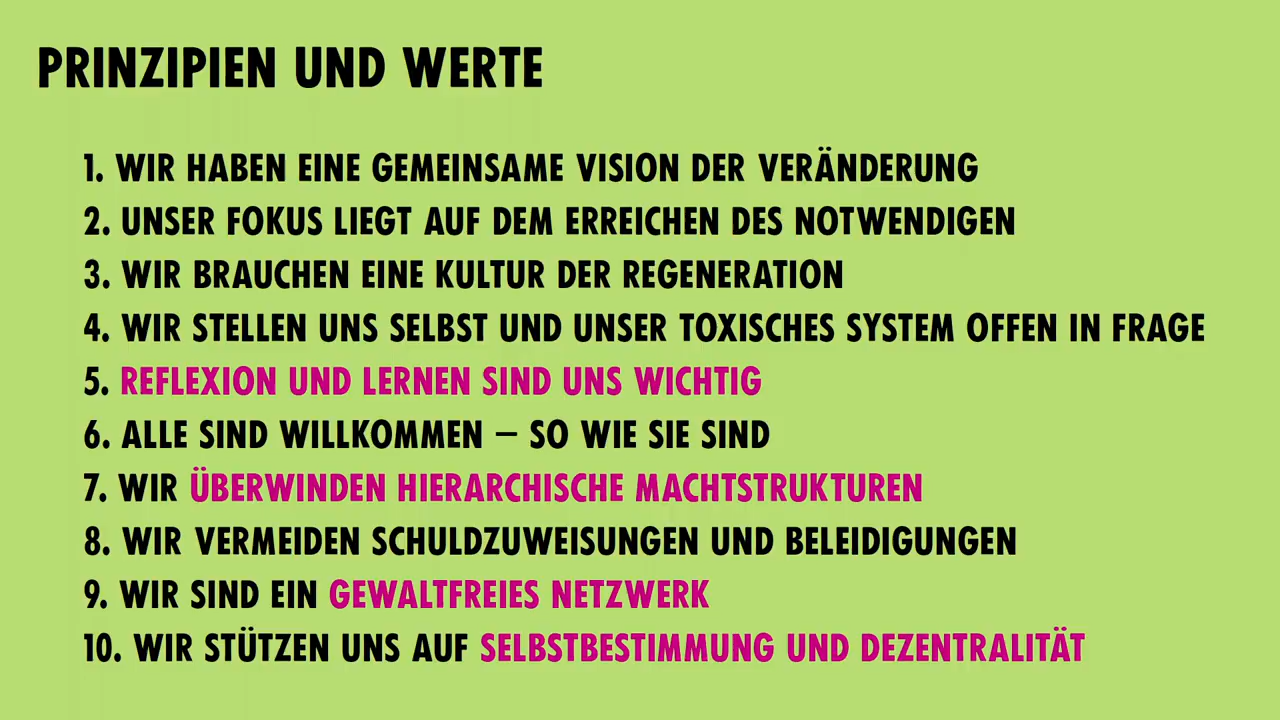 PRINZIPIEN UND WERTE
1. WIR HABEN EINE GEMEINSAME VISION DER VERÄNDERUNG
2. UNSER FOKUS LIEGT AUF DEM ERREICHEN DES NOTWENDIGEN
3. WIR BRAUCHEN EINE KULTUR DER REGENERATION
4. WIR STELLEN UNS SELBST UND UNSER TOXISCHES SYSTEM OFFEN IN FRAGE
5. REFLEXION UND LERNEN SIND UNS WICHTIG
6. ALLE SIND WILLKOMMEN – SO WIE SIE SIND
7. WIR ÜBERWINDEN HIERARCHISCHE MACHTSTRUKTUREN
8. WIR VERMEIDEN SCHULDZUWEISUNGEN UND BELEIDIGUNGEN
9. WIR SIND EIN GEWALTFREIES NETZWERK
10. WIR STÜTZEN UNS AUF SELBSTBESTIMMUNG UND DEZENTRALITÄT